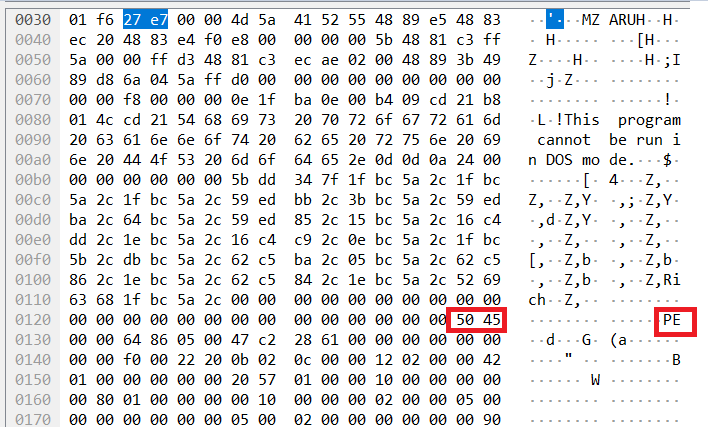 0030 01 f6 27 e7 00 00 4d 5a 41 52 55 48 89 e5 48 83 · · ' · · · MZ ARUH · · H ·
0040 ec 20 48 83 e4 f0 e8 00 00 00 00 5b 48 81 c3 ff · H · · · · · · · · [H · · ·
0050 5a 00 00 ff d3 48 81 c3 ec ae 02 00 48 89 3b 49 Z · · · · H · · · · · · H · ;I
0060 89 d8 6a 04 5a ff d0 00 00 00 00 00 00 00 00 00 · · j · Z · · · · · · · · · · ·
0070 00 00 f8 00 00 00 0e 1f ba 0e 00 b4 09 cd 21 b8 · · · · · · · · · · · · · · ! ·
0080 01 4c cd 21 54 68 69 73 20 70 72 6f 67 72 61 6d · L · !This program
0090 20 63 61 6e 6e 6f 74 20 62 65 20 72 75 6e 20 69 cannot be run i
00a0 6e 20 44 4f 53 20 6d 6f 64 65 2e 0d 0d 0a 24 00 n DOS mo de. · · · $ ·
00b0 00 00 00 00 00 00 5b dd 34 7f 1f bc 5a 2c 1f bc · · · · · · [ · 4 · · · Z, · ·
00c0 5a 2c 1f bc 5a 2c 59 ed bb 2c 3b bc 5a 2c 59 ed Z, · · Z,Y · · ,; · Z,Y ·
00d0 ba 2c 64 bc 5a 2c 59 ed 85 2c 15 bc 5a 2c 16 c4 · ,d · Z,Y · · , · · Z, · ·
00e0 dd 2c 1e bc 5a 2c 16 c4 c9 2c 0e bc 5a 2c 1f bc · , · · Z, · · · , · · Z, · ·
00f0 5b 2c db bc 5a 2c 62 c5 ba 2c 05 bc 5a 2c 62 c5 [, · · Z,b · · , · · Z,b ·
0100 86 2c 1e bc 5a 2c 62 c5 84 2c 1e bc 5a 2c 52 69 · , · · Z,b · · , · · Z,Ri
0110 63 68 1f bc 5a 2c 00 00 00 00 00 00 00 00 00 00 ch · · Z, · · · · · · · · · ·
0120 00 00 00 00 00 00 00 00 00 00 00 00 00 00 50 45 · · · · · · · · · · · · · · PE
0130 00 00 64 86 05 00 47 c2 28 61 00 00 00 00 00 00 · · d · · · G · (a · · · · · ·
0140 00 00 f0 00 22 20 0b 02 0c 00 00 12 02 00 00 42 · · · · " · · · · · · · · · B
0150 01 00 00 00 00 00 20 57 01 00 00 10 00 00 00 00 · · · · · · W · · · · · · · ·
0160 00 80 01 00 00 00 00 10 00 00 00 02 00 00 05 00 · · · · · · · · · · · · · · · ·
0170 00 00 00 00 00 00 05 00 02 00 00 00 00 00 00 90 · · · · · · · · · · · · · · · ·